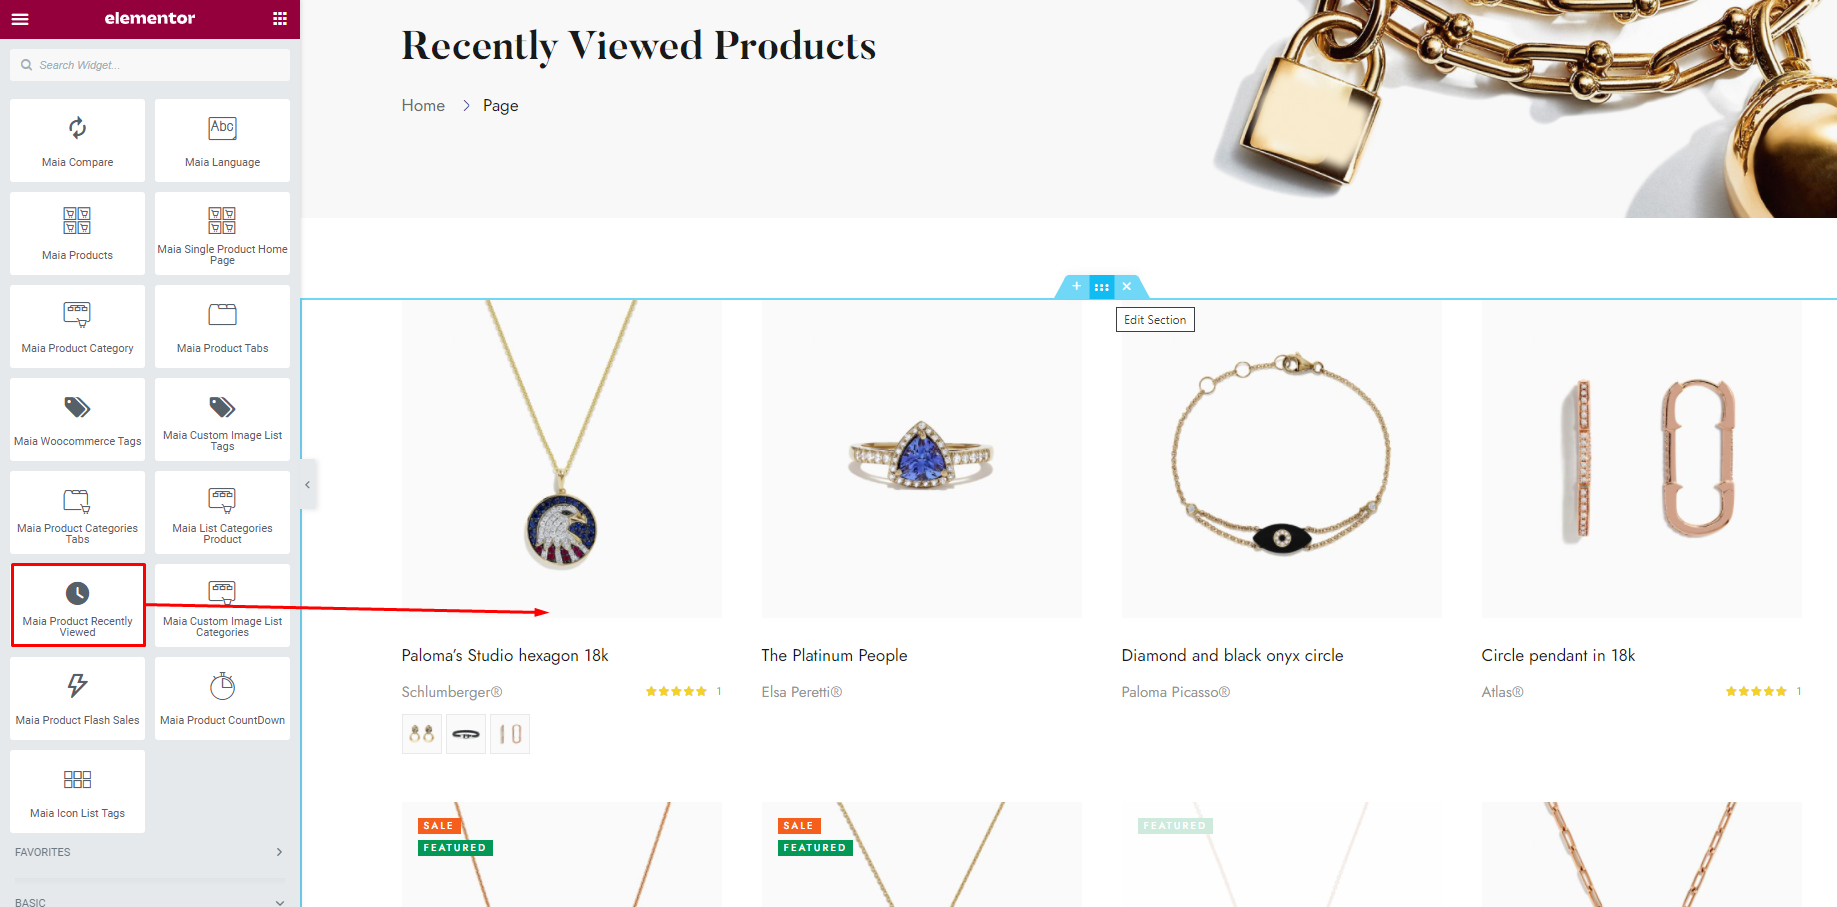 elementor
Search Widget...
Maia Compare
Abc
Maia Language
Maia Products
Maia Single Product Home
Page
Maia Product Category
Maia Product Tabs
Maia Woocommerce Tags
Maia Custom Image List
Tags
Maia Product Categories
Tabs
Maia List Categories
Product
Maia Product Recently
Viewed
Maia Custom Image List
Categories
Maia Product Flash Sales
Maia Product CountDown
Maia Icon List Tags
FAVORITES
BASIC
Recently Viewed Products
Home > Page
Edit Section
Paloma's Studio hexagon 18k
Schlumberger® 1
The Platinum People
Elsa Peretti®
Diamond and black onyx circle
Paloma Picasso®
Circle pendant in 18k
Atlas® 1
SALE
FEATURED
SALE
FEATURED
FEATURED